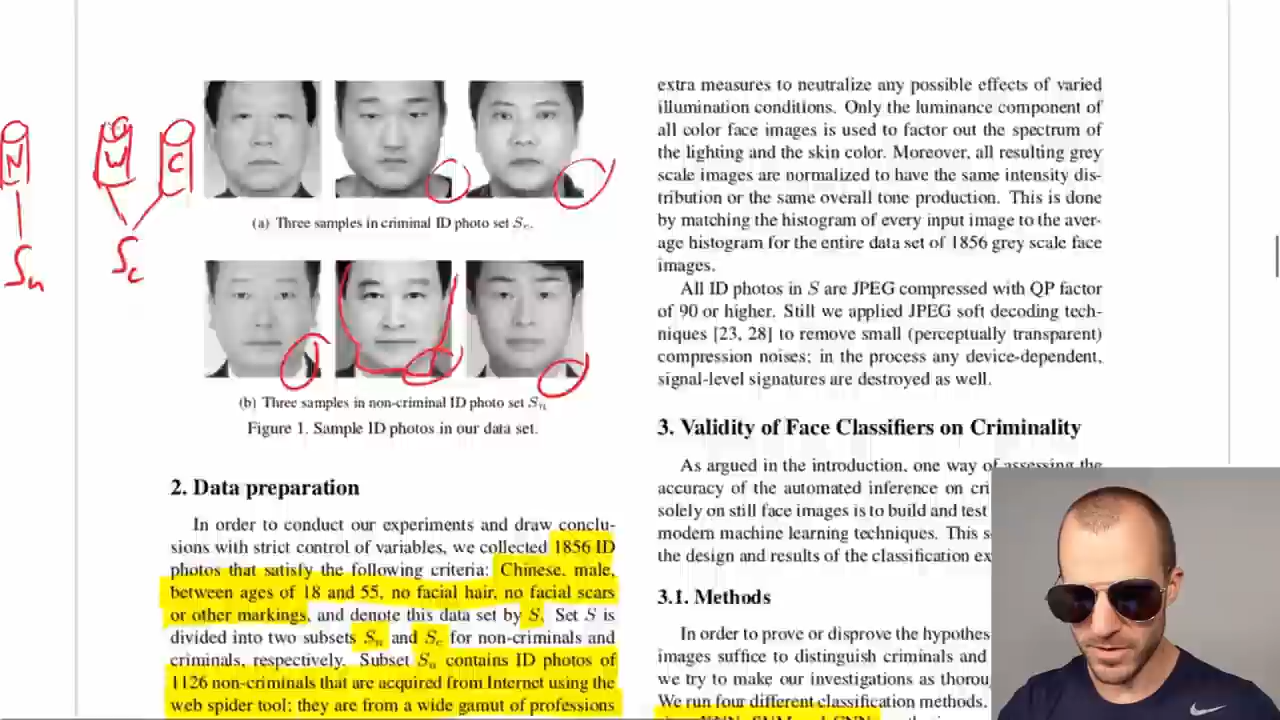 N
W
C
S_n
S_c
(a) Three samples in criminal ID photo set S_c.
(b) Three samples in non-criminal ID photo set S_n
Figure 1. Sample ID photos in our data set.
2. Data preparation
In order to conduct our experiments and draw conclu-
sions with strict control of variables, we collected 1856 ID
photos that satisfy the following criteria: Chinese, male,
between ages of 18 and 55, no facial hair, no facial scars
or other markings, and denote this data set by S. Set S is
divided into two subsets S_n and S_c for non-criminals and
criminals, respectively. Subset S_n contains ID photos of
1126 non-criminals that are acquired from Internet using the
web spider tool; they are from a wide gamut of professions
extra measures to neutralize any possible effects of varied
illumination conditions. Only the luminance component of
all color face images is used to factor out the spectrum of
the lighting and the skin color. Moreover, all resulting grey
scale images are normalized to have the same intensity dis-
tribution or the same overall tone production. This is done
by matching the histogram of every input image to the aver-
age histogram for the entire data set of 1856 grey scale face
images.
All ID photos in S are JPEG compressed with QP factor
of 90 or higher. Still we applied JPEG soft decoding tech-
niques [23, 28] to remove small (perceptually transparent)
compression noises; in the process any device-dependent,
signal-level signatures are destroyed as well.
3. Validity of Face Classifiers on Criminality
As argued in the introduction, one way of assessing the
accuracy of the automated inference on cri
solely on still face images is to build and test
modern machine learning techniques. This s
the design and results of the classification ex
3.1. Methods
In order to prove or disprove the hypothes
images suffice to distinguish criminals and
we try to make our investigations as thorou
We run four different classification methods,